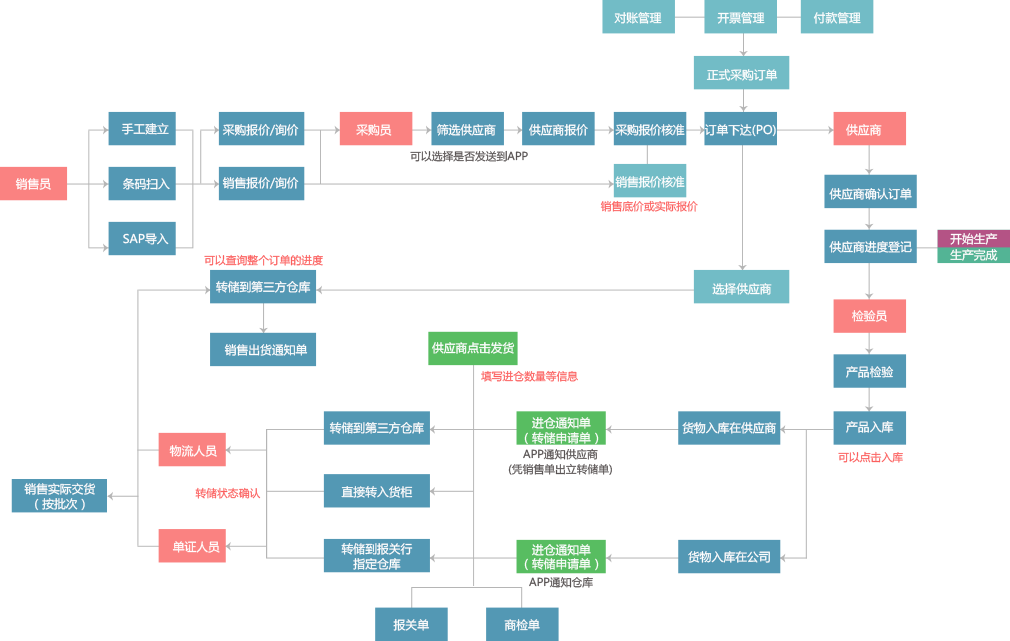 对账管理
开票管理
付款管理
正式采购订单
手工建立
采购报价/询价
采购员
筛选供应商
供应商报价
采购报价核准
订单下达(PO)
供应商
可以选择是否发送到APP
销售员
条码扫入
销售报价/询价
销售报价核准
供应商确认订单
销售底价或实际报价
SAP导入
供应商进度登记
开始生产
生产完成
可以查询整个订单的进度
转储到第三方仓库
选择供应商
检验员
销售出货通知单
供应商点击发货
产品检验
填写进仓数量等信息
转储到第三方仓库
进仓通知单
(转储申请单)
货物入库在供应商
产品入库
APP通知供应商
(凭销售单出立转储单)
可以点击入库
物流人员
转储状态确认
直接转入货柜
销售实际交货
(按批次)
单证人员
转储到报关行
指定仓库
进仓通知单
(转储申请单)
货物入库在公司
APP通知仓库
报关单
商检单